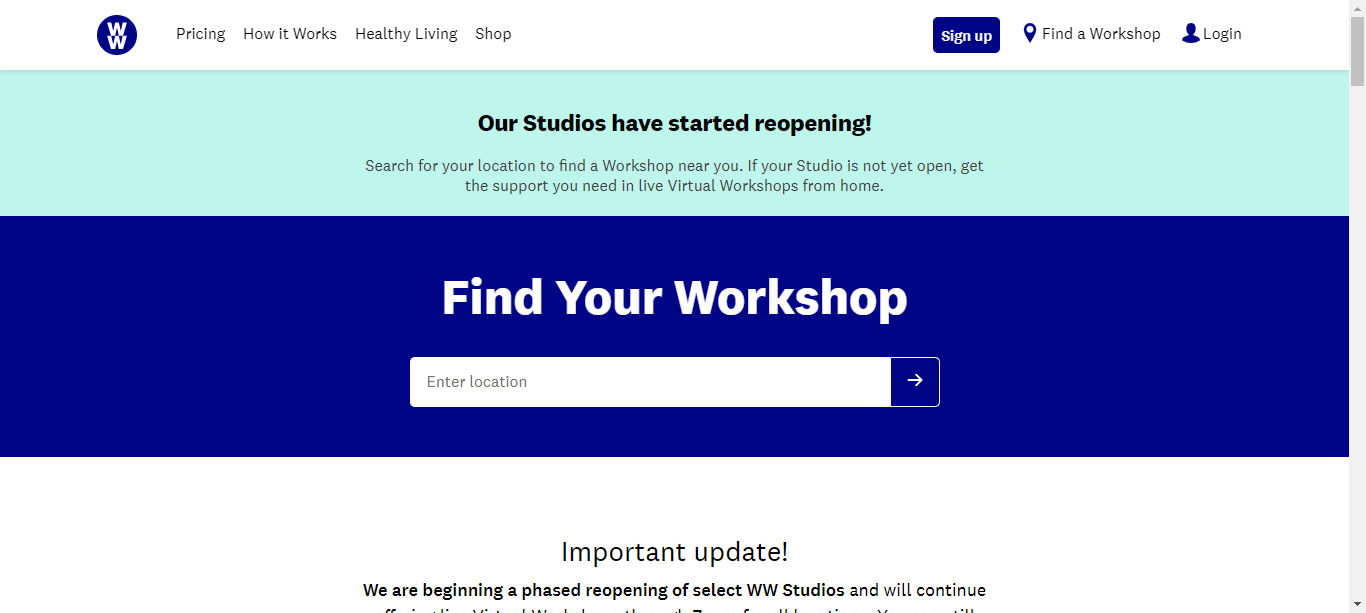 WW
Pricing How it Works Healthy Living Shop Sign up Find a Workshop Login
Our Studios have started reopening!
Search for your location to find a Workshop near you. If your Studio is not yet open, get
the support you need in live Virtual Workshops from home.
Find Your Workshop
Enter location
Important update!
We are beginning a phased reopening of select WW Studios and will continue